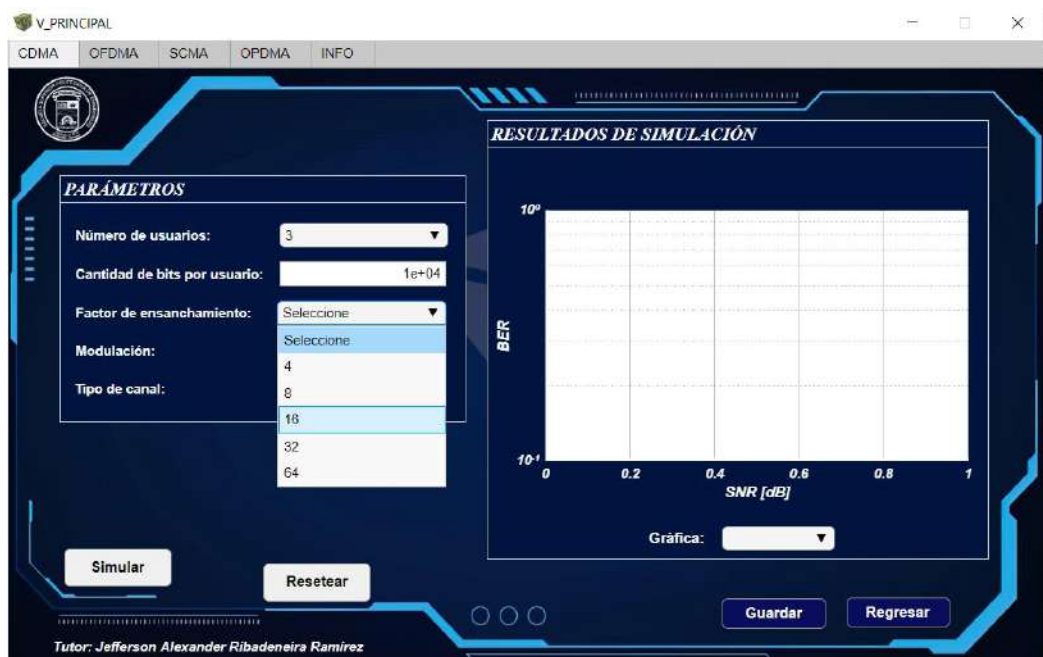 V_PRINCIPAL
CDMA OFDMA SCMA OPDMA INFO
RESULTADOS DE SIMULACIÓN
PARÁMETROS
Número de usuarios: 3
Cantidad de bits por usuario: 1e+04
Factor de ensanchamiento: Seleccione
Seleccione
4
8
16
32
64
Modulación:
Tipo de canal:
10⁰
BER
10⁻¹
0 0.2 0.4 0.6 0.8 1
SNR [dB]
Gráfica:
Simular
Resetear
Guardar
Regresar
Tutor: Jefferson Alexander Ribadeneira Ramírez